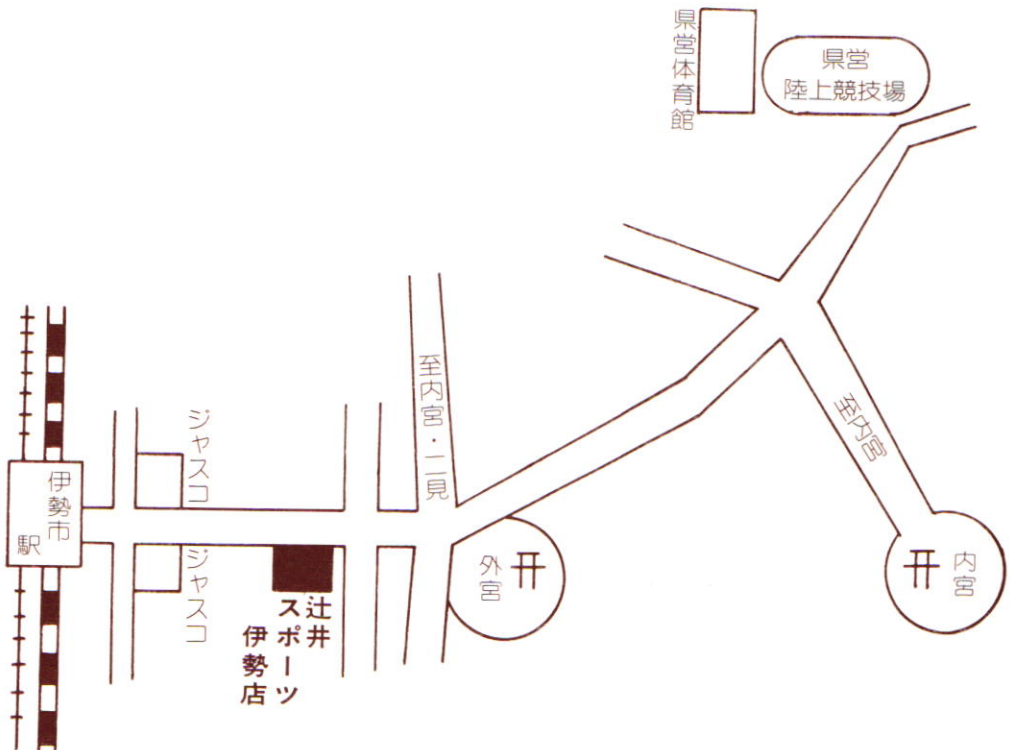 県営体育館
県営
陸上競技場
至内宮・二見
至内宮
ジャスコ
伊勢市
駅
ジャスコ
辻井
スポーツ
伊勢店
外宮
内宮